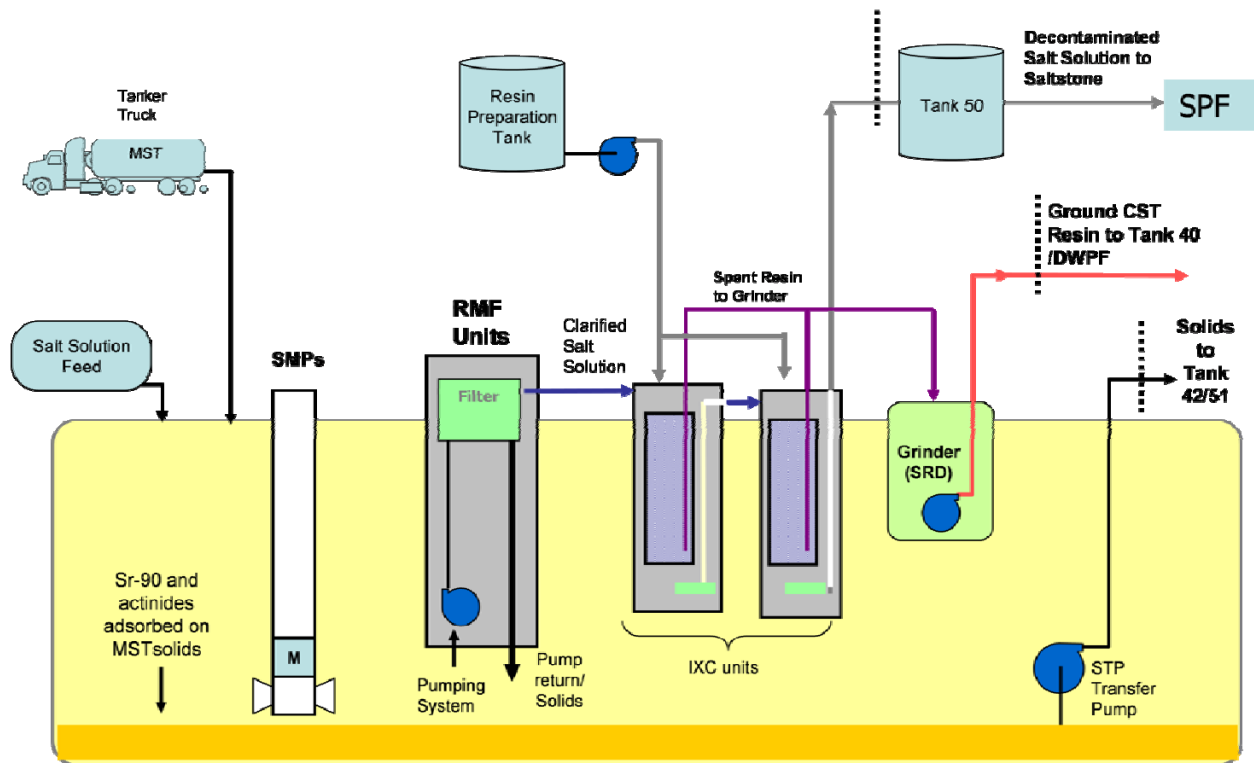 Tanker
Truck
MST
Resin
Preparation
Tank
Tank 50
Decontaminated
Salt Solution to
Saltstone
SPF
Ground CST
Resin to Tank 40
/DWPF
Spent Resin
to Grinder
Solids
to
Tank
42/51
Salt Solution
Feed
SMPs
RMF
Units
Clarified
Salt
Solution
Filter
Grinder
(SRD)
Sr-90 and
actinides
adsorbed on
MSTsolids
M
Pumping
System
Pump
return/
Solids
IXC units
STP
Transfer
Pump